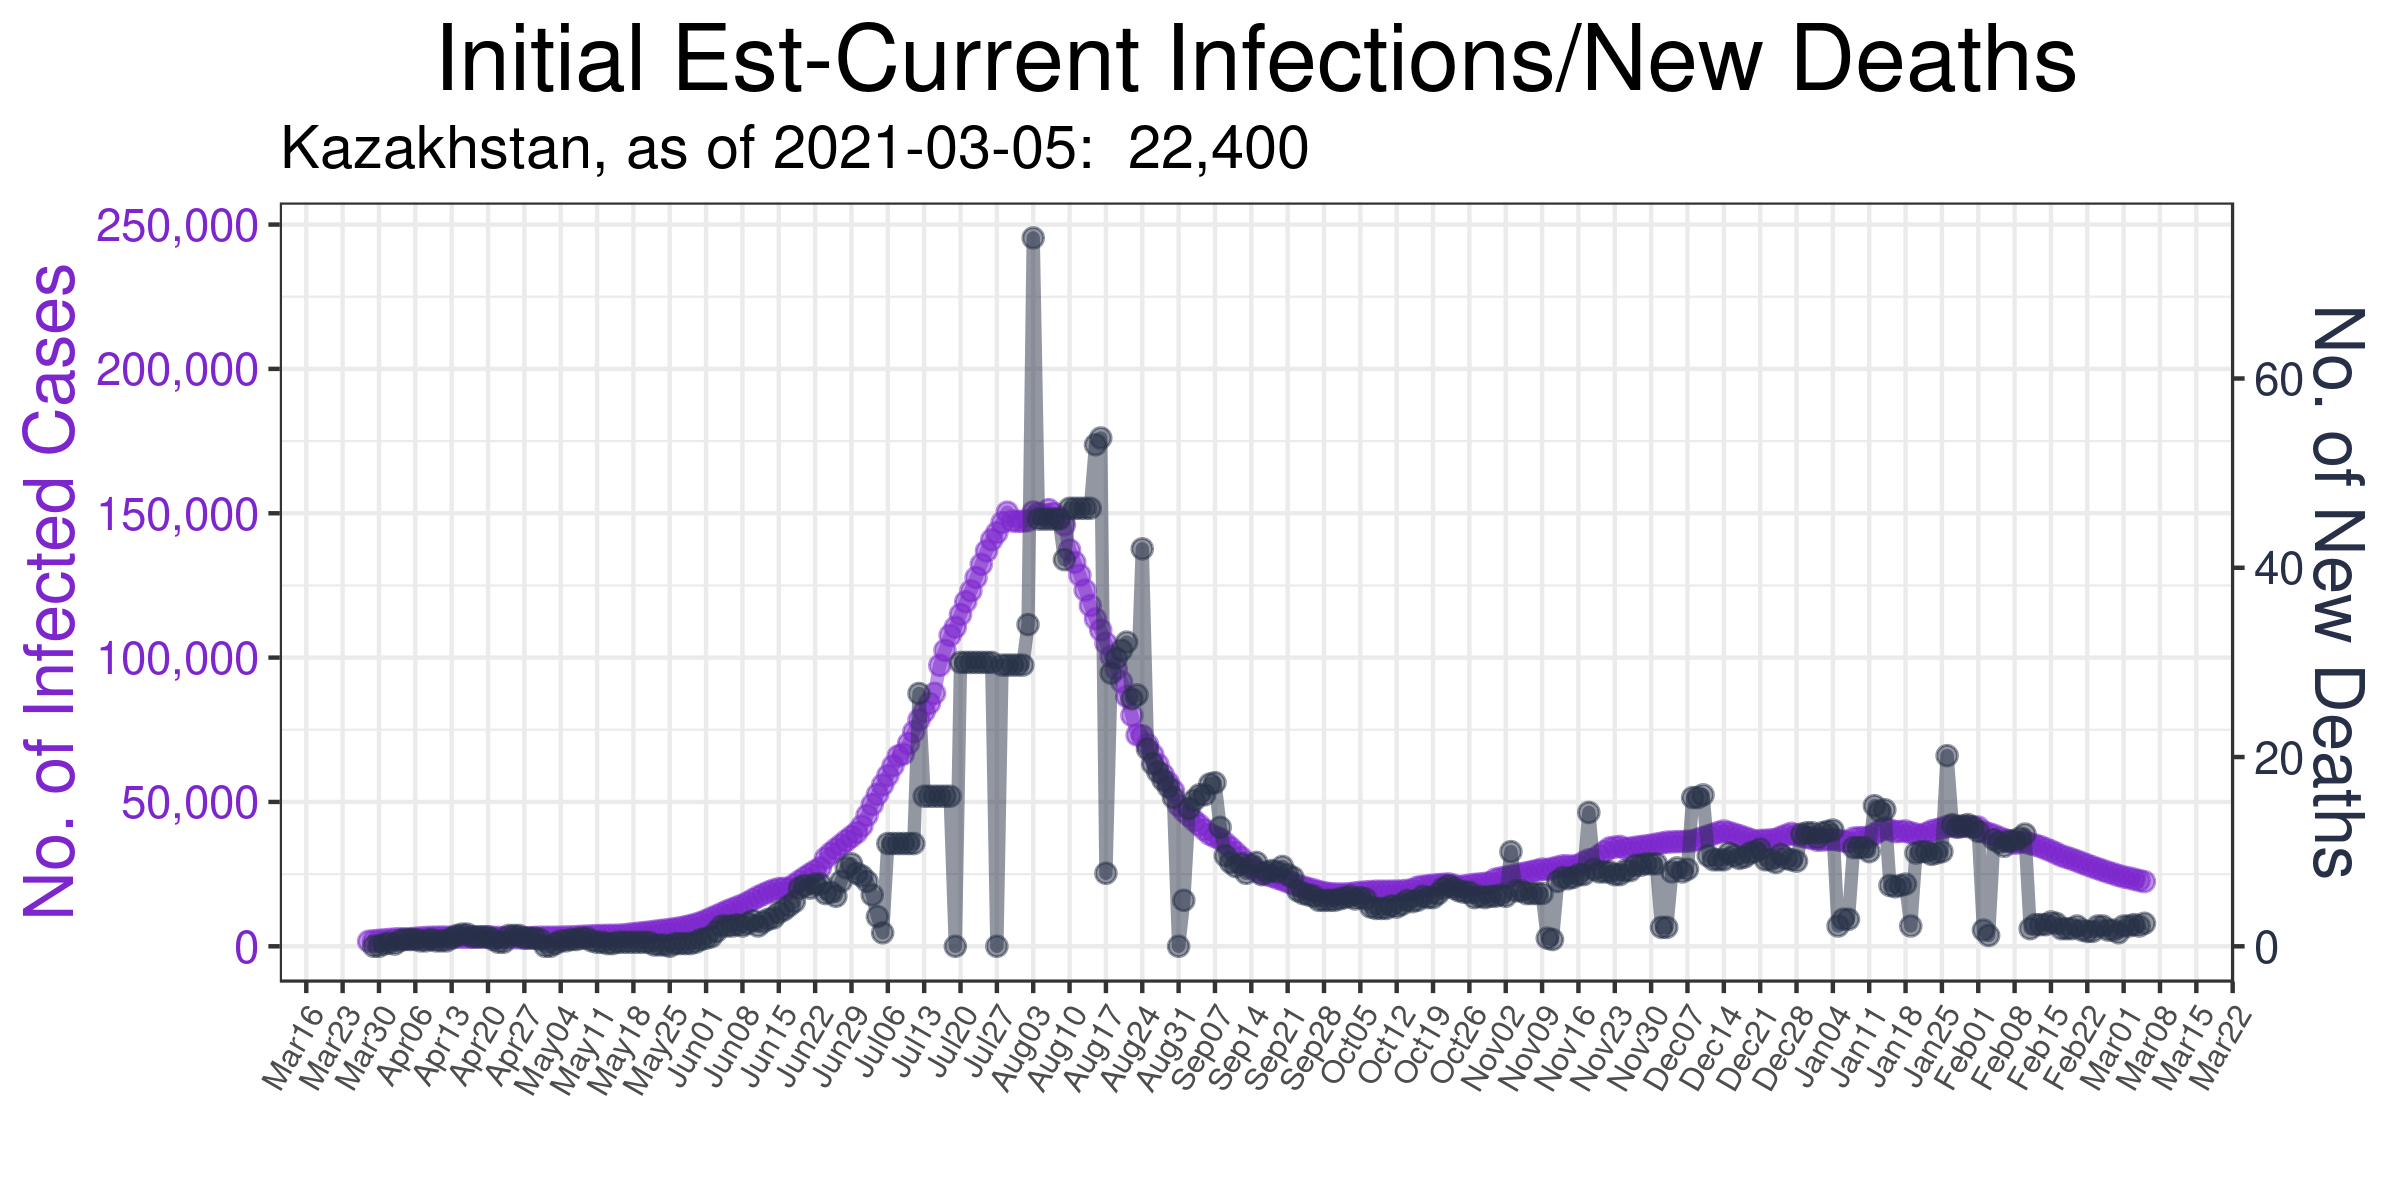 Initial Est-Current Infections/New Deaths
Kazakhstan, as of 2021-03-05:  22,400
No. of Infected Cases
250,000
200,000
150,000
100,000
50,000
0
No. of New Deaths
60
40
20
0
Mar16
Mar23
Mar30
Apr06
Apr13
Apr20
Apr27
May04
May11
May18
May25
Jun01
Jun08
Jun15
Jun22
Jun29
Jul06
Jul13
Jul20
Jul27
Aug03
Aug10
Aug17
Aug24
Aug31
Sep07
Sep14
Sep21
Sep28
Oct05
Oct12
Oct19
Oct26
Nov02
Nov09
Nov16
Nov23
Nov30
Dec07
Dec14
Dec21
Dec28
Jan04
Jan11
Jan18
Jan25
Feb01
Feb08
Feb15
Feb22
Mar01
Mar08
Mar15
Mar22